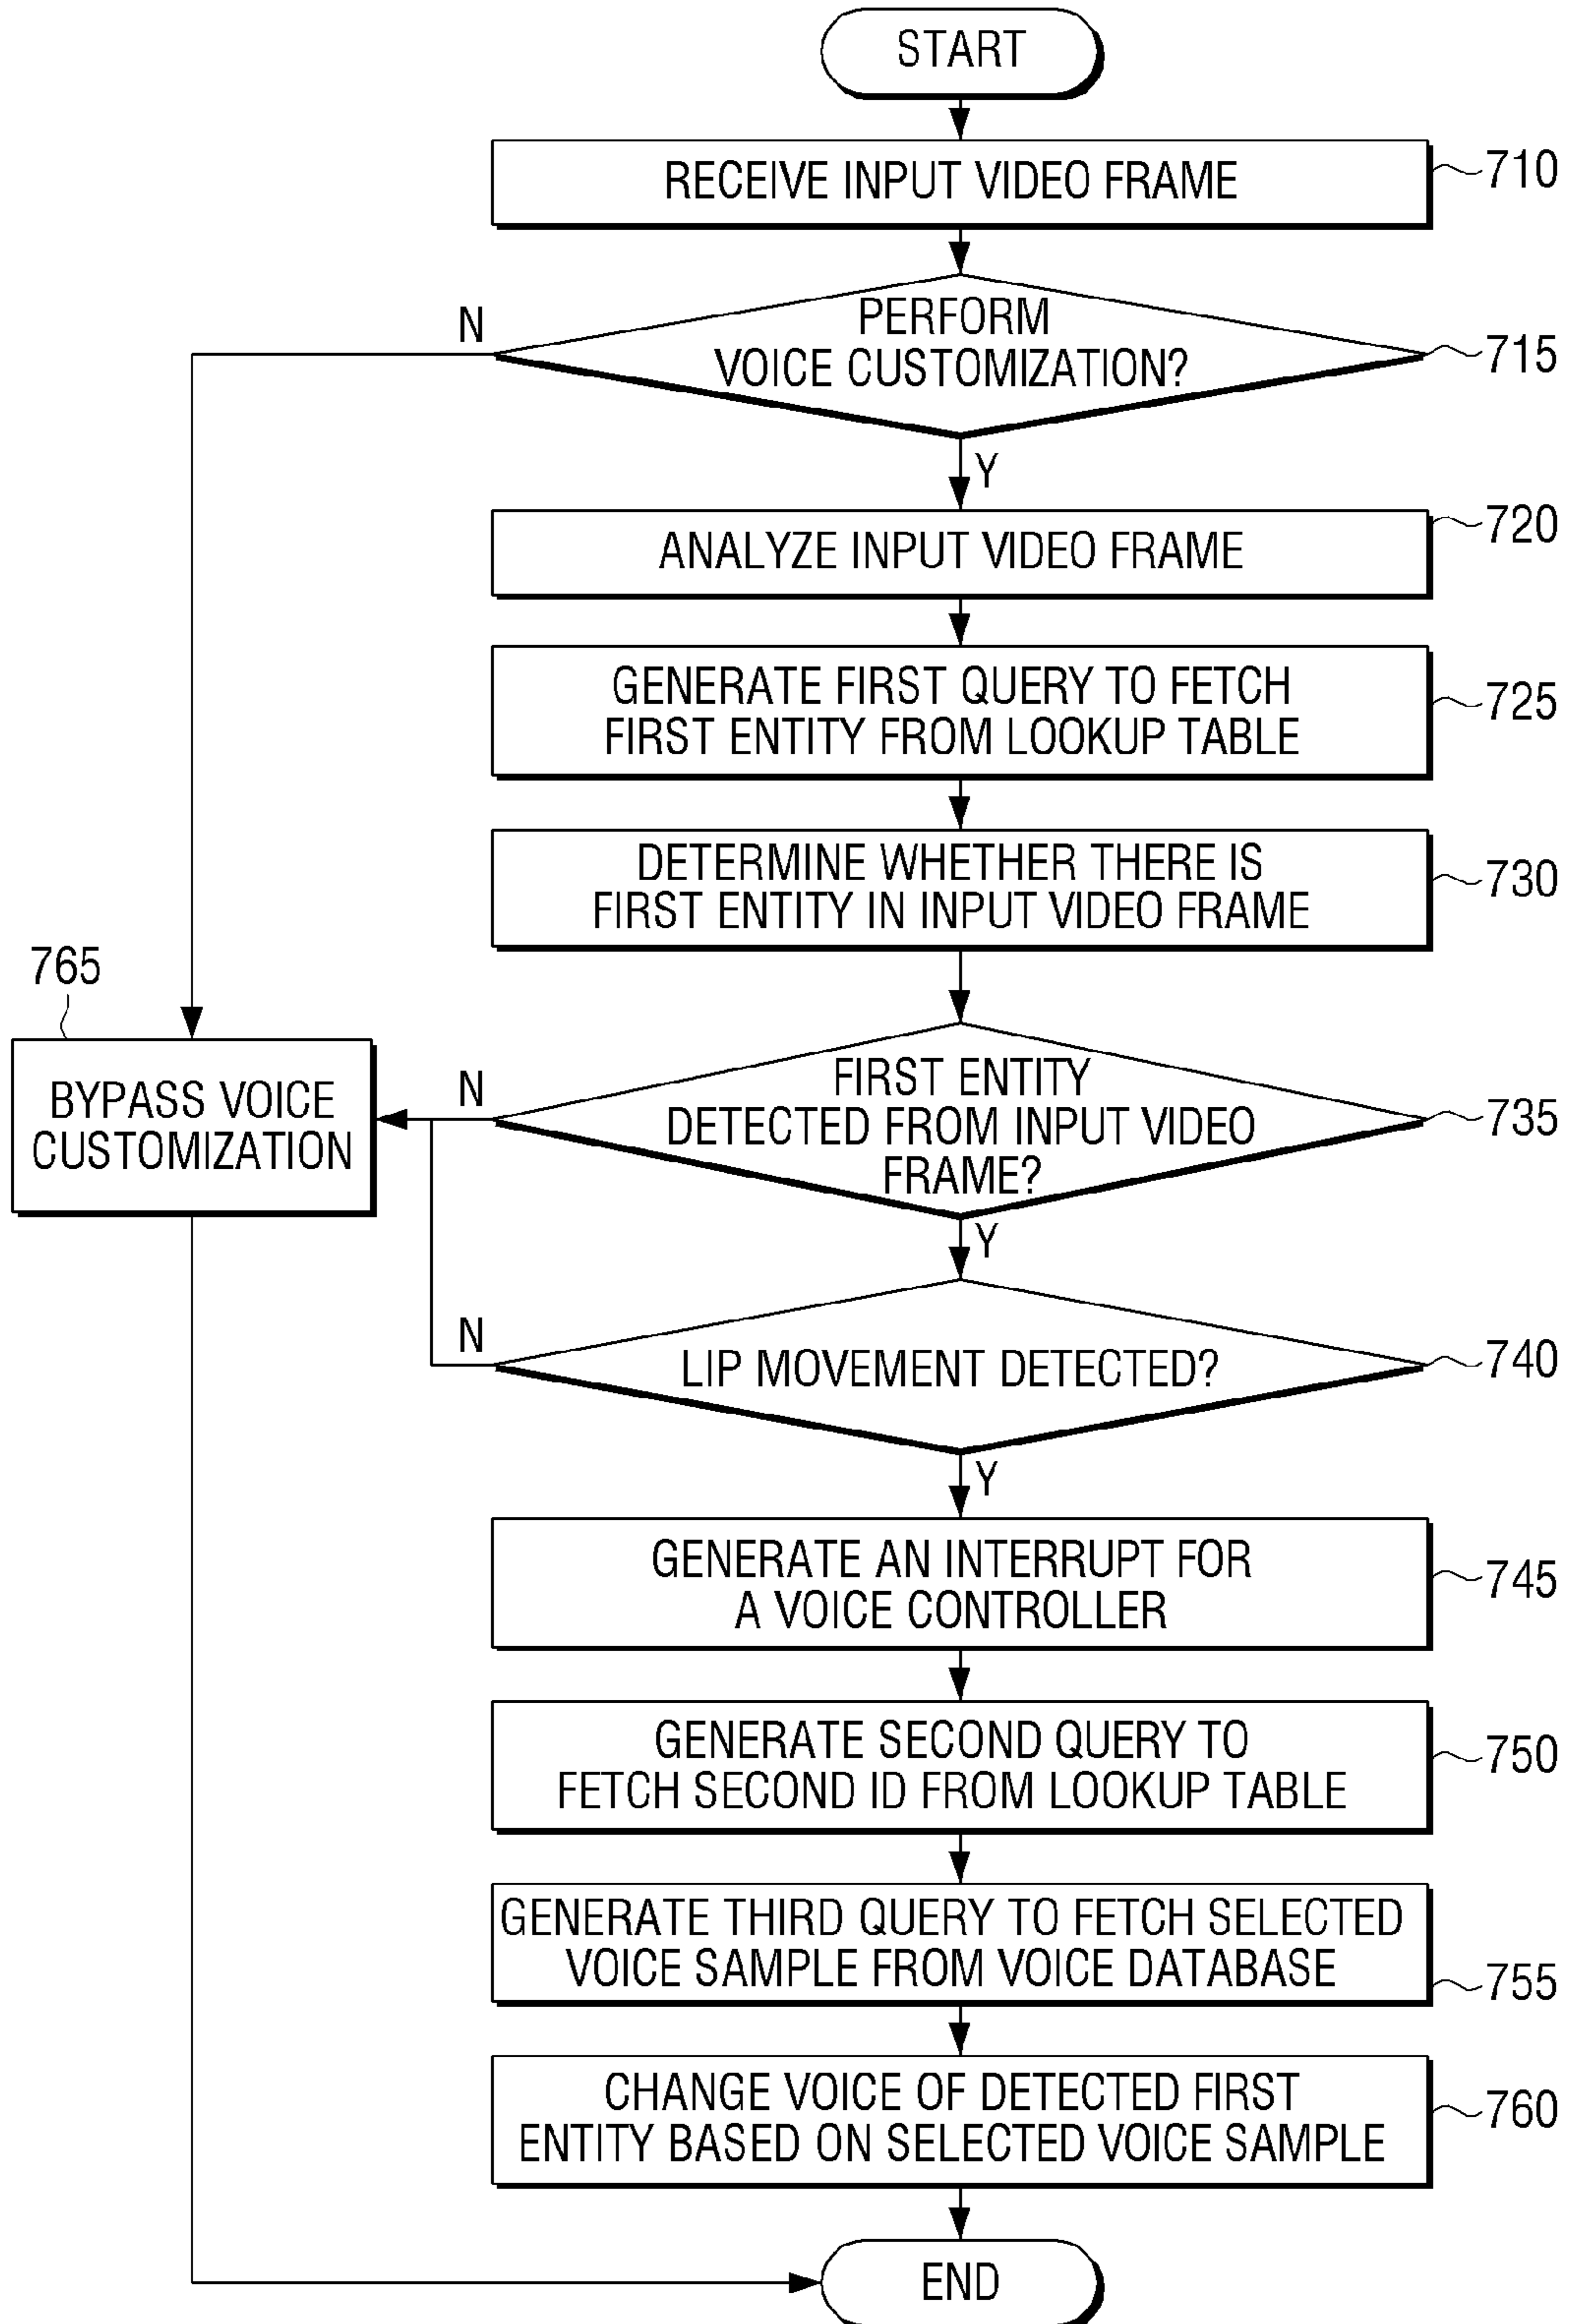 START
RECEIVE INPUT VIDEO FRAME
710
PERFORM
VOICE CUSTOMIZATION?
715
N
Y
ANALYZE INPUT VIDEO FRAME
720
GENERATE FIRST QUERY TO FETCH
FIRST ENTITY FROM LOOKUP TABLE
725
DETERMINE WHETHER THERE IS
FIRST ENTITY IN INPUT VIDEO FRAME
730
765
BYPASS VOICE
CUSTOMIZATION
N
FIRST ENTITY
DETECTED FROM INPUT VIDEO
FRAME?
735
Y
N
LIP MOVEMENT DETECTED?
740
Y
GENERATE AN INTERRUPT FOR
A VOICE CONTROLLER
745
GENERATE SECOND QUERY TO
FETCH SECOND ID FROM LOOKUP TABLE
750
GENERATE THIRD QUERY TO FETCH SELECTED
VOICE SAMPLE FROM VOICE DATABASE
755
CHANGE VOICE OF DETECTED FIRST
ENTITY BASED ON SELECTED VOICE SAMPLE
760
END